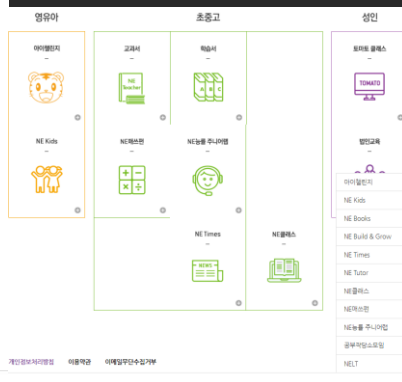 영유아
초중고
성인
아이챌린지
교과서
학습서
토마토 클래스
NE
Teacher
A B C
TOMATO
NE Kids
NE매쓰펀
NE능률 주니어랩
법인교육
NE Times
NE클래스
NEWS
아이챌린지
NE Kids
NE Books
NE Build & Grow
NE Times
NE Tutor
NE클래스
NE매쓰펀
NE능률 주니어랩
공부작당소모임
NELT
개인정보처리방침
이용약관
이메일무단수집거부